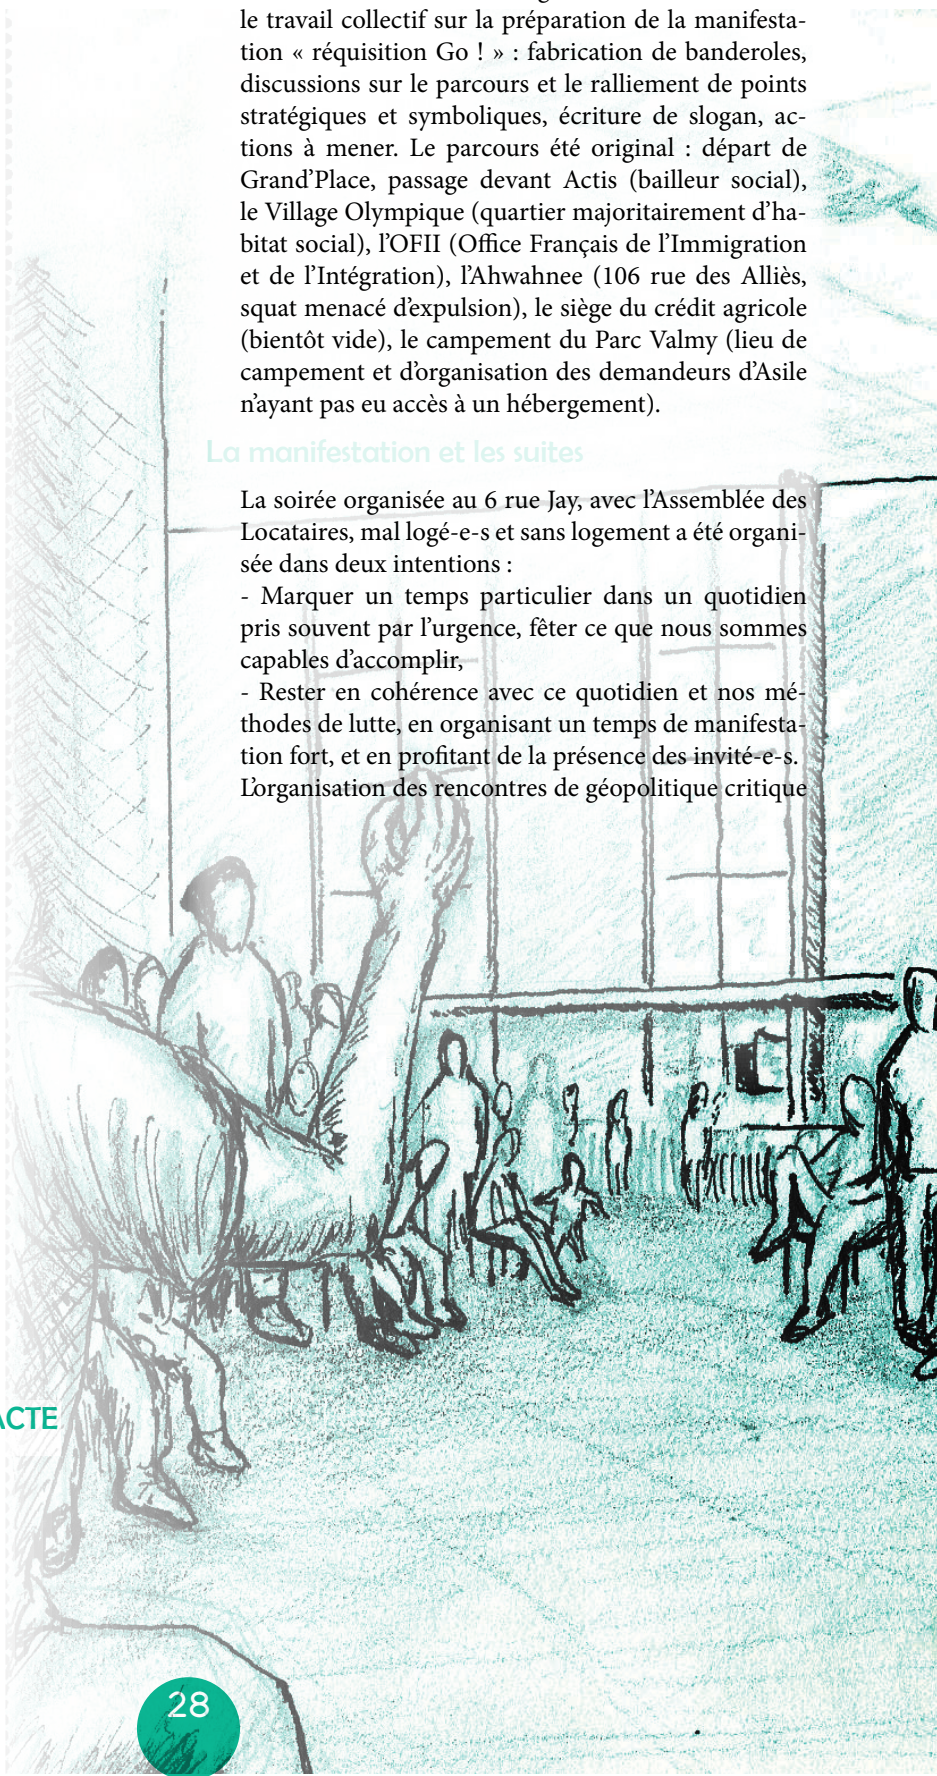 le travail collectif sur la préparation de la manifesta-
tion « réquisition Go ! » : fabrication de banderoles,
discussions sur le parcours et le ralliement de points
stratégiques et symboliques, écriture de slogan, ac-
tions à mener. Le parcours été original : départ de
Grand'Place, passage devant Actis (bailleur social),
le Village Olympique (quartier majoritairement d'ha-
bitat social), l'OFII (Office Français de l'Immigration
et de l'Intégration), l'Ahwahnee (106 rue des Alliès,
squat menacé d'expulsion), le siège du crédit agricole
(bientôt vide), le campement du Parc Valmy (lieu de
campement et d'organisation des demandeurs d'Asile
n'ayant pas eu accès à un hébergement).
La manifestation et les suites
La soirée organisée au 6 rue Jay, avec l'Assemblée des
Locataires, mal logé-e-s et sans logement a été organi-
sée dans deux intentions :
- Marquer un temps particulier dans un quotidien
pris souvent par l'urgence, fêter ce que nous sommes
capables d'accomplir,
- Rester en cohérence avec ce quotidien et nos mé-
thodes de lutte, en organisant un temps de manifesta-
tion fort, et en profitant de la présence des invité-e-s.
L'organisation des rencontres de géopolitique critique
ACTE
28